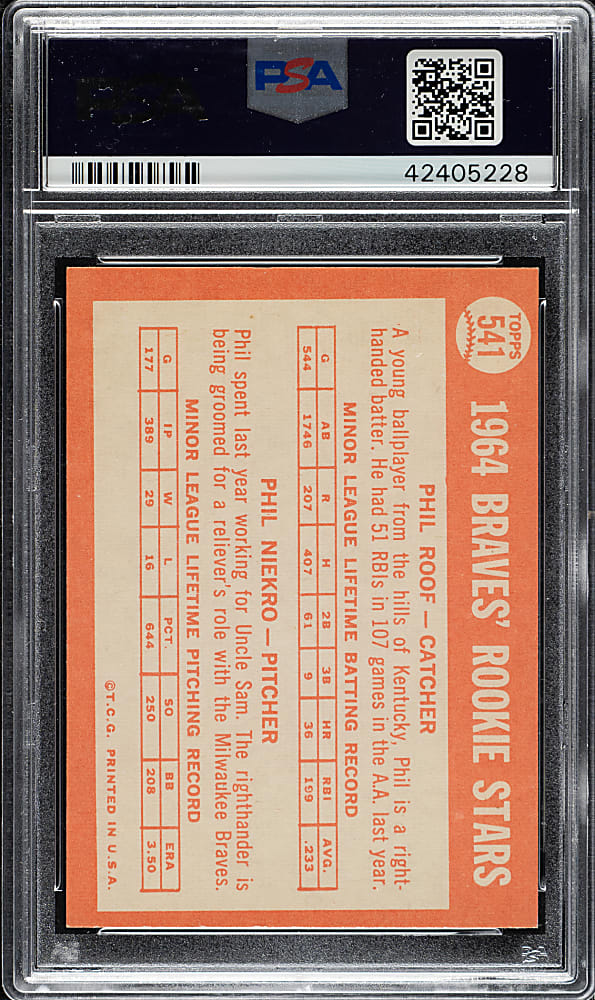 PSA
42405228
TOPPS
541
1964 BRAVES' ROOKIE STARS
PHIL ROOF — CATCHER
A young ballplayer from the hills of Kentucky, Phil is a right-
handed batter. He had 51 RBIs in 107 games in the A.A. last year.
MINOR LEAGUE LIFETIME BATTING RECORD
G AB R H 2B 3B HR RBI AVG.
544 1746 207 407 61 9 36 199 .233
PHIL NIEKRO — PITCHER
Phil spent last year working for Uncle Sam. The righthander is
being groomed for a reliever's role with the Milwaukee Braves.
MINOR LEAGUE LIFETIME PITCHING RECORD
G IP W L PCT. SO BB ERA
177 389 29 16 644 250 208 3.50
©T.C.G. PRINTED IN U.S.A.